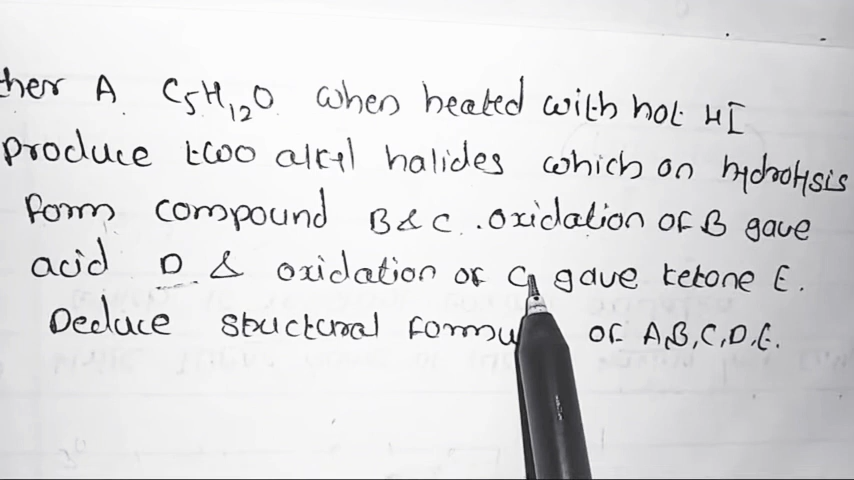 ther A C5H12O when heated with hot HI
produce two alkyl halides which on hydrolysis
form compound B & C . oxidation of B gave
acid D & oxidation of C gave ketone E.
Deduce structural formu of A,B,C,D,E.